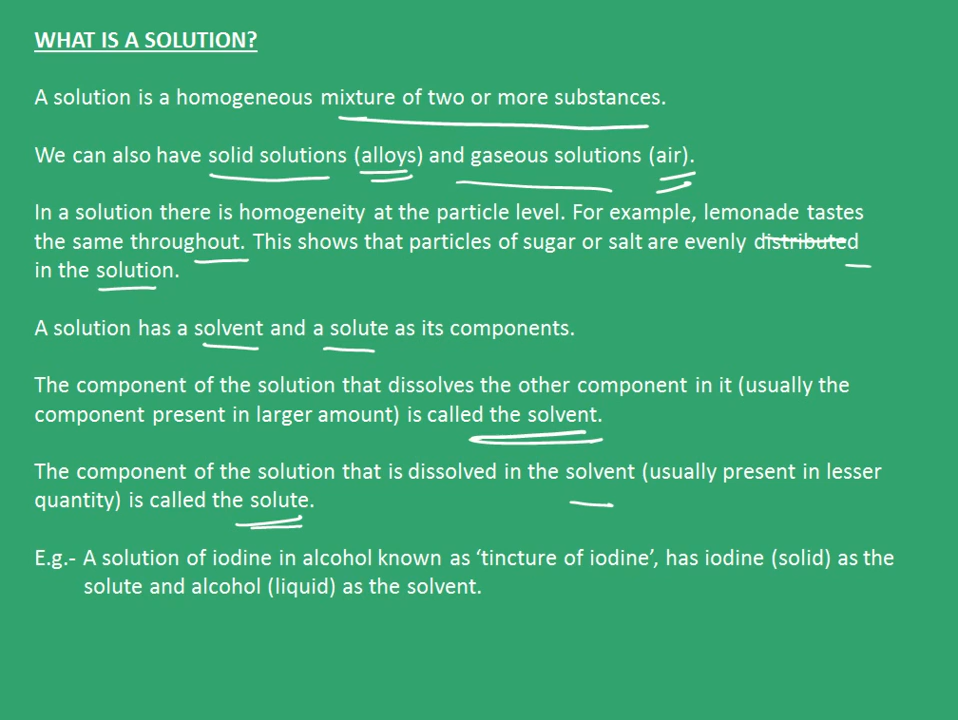 WHAT IS A SOLUTION?
A solution is a homogeneous mixture of two or more substances.
We can also have solid solutions (alloys) and gaseous solutions (air).
In a solution there is homogeneity at the particle level. For example, lemonade tastes
the same throughout. This shows that particles of sugar or salt are evenly distributed
in the solution.
A solution has a solvent and a solute as its components.
The component of the solution that dissolves the other component in it (usually the
component present in larger amount) is called the solvent.
The component of the solution that is dissolved in the solvent (usually present in lesser
quantity) is called the solute.
E.g.- A solution of iodine in alcohol known as ‘tincture of iodine’, has iodine (solid) as the
solute and alcohol (liquid) as the solvent.